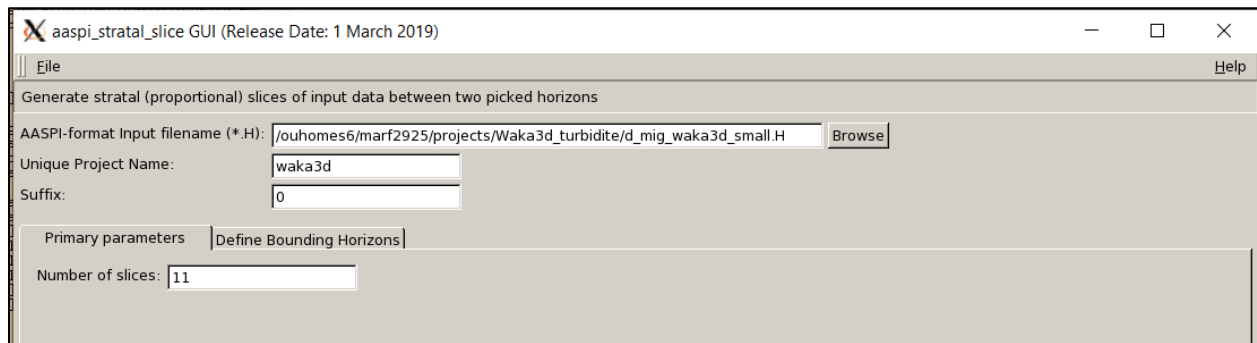 aaspi_stratal_slice GUI (Release Date: 1 March 2019)
File Help
Generate stratal (proportional) slices of input data between two picked horizons
AASPI-format Input filename (*.H): /ouhomes6/marf2925/projects/Waka3d_turbidite/d_mig_waka3d_small.H Browse
Unique Project Name: waka3d
Suffix: 0
Primary parameters Define Bounding Horizons
Number of slices: 11